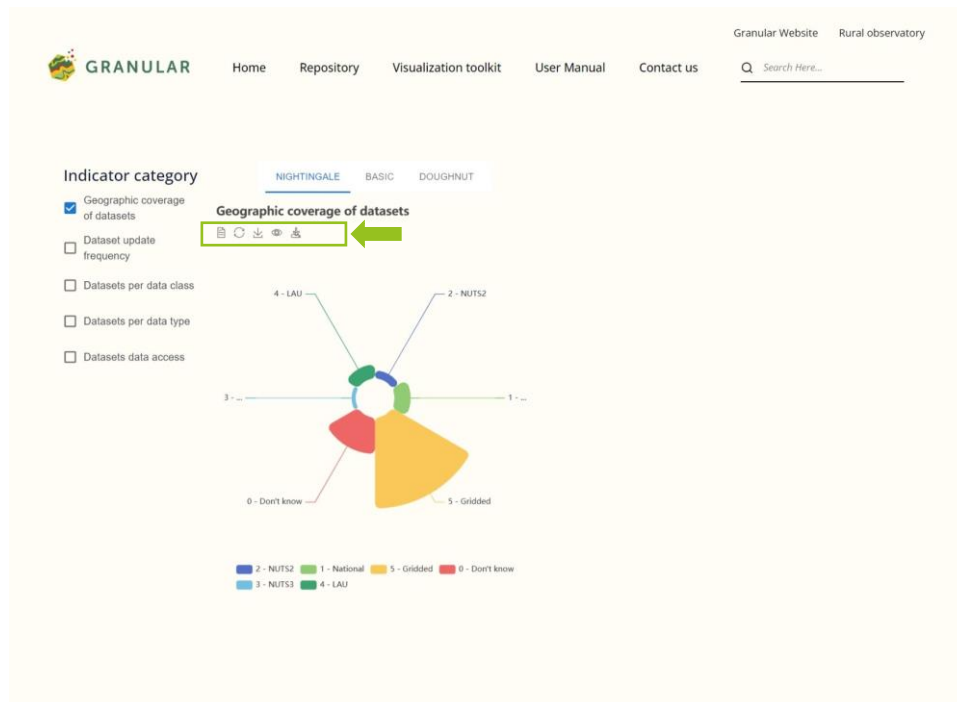 Granular Website Rural observatory
GRANULAR Home Repository Visualization toolkit User Manual Contact us Search Here...
Indicator category
Geographic coverage
of datasets
Dataset update
frequency
Datasets per data class
Datasets per data type
Datasets data access
NIGHTINGALE BASIC DOUGHNUT
Geographic coverage of datasets
4 - LAU 2 - NUTS2
3 - ... 1 - ...
0 - Don't know 5 - Gridded
2 - NUTS2 1 - National 5 - Gridded 0 - Don't know
3 - NUTS3 4 - LAU